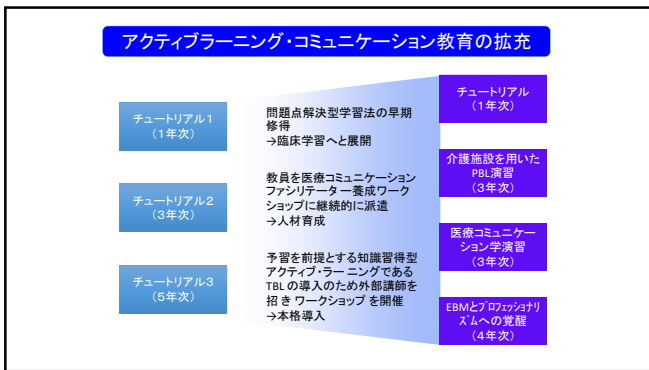 アクティブラーニング・コミュニケーション教育の拡充
チュートリアル1
(1年次)
チュートリアル2
(3年次)
チュートリアル3
(5年次)
問題点解決型学習法の早期
修得
→臨床学習へと展開
教員を医療コミュニケーション
ファシリテーター養成ワーク
ショップに継続的に派遣
→人材育成
予習を前提とする知識習得型
アクティブ・ラーニングである
TBLの導入のため外部講師を
招きワークショップを開催
→本格導入
チュートリアル
(1年次)
介護施設を用いた
PBL演習
(3年次)
医療コミュニケー
ション学演習
(3年次)
EBMとプロフェッショナリ
ズムへの覚醒
(4年次)